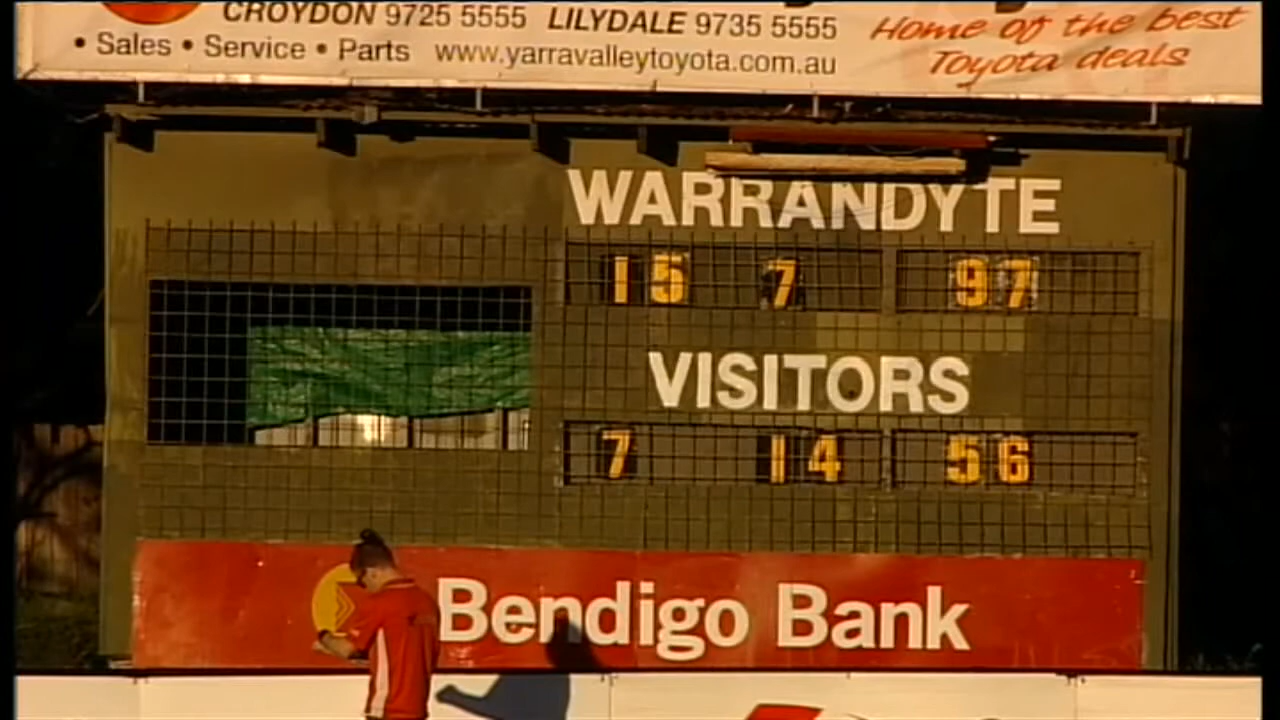 CROYDON 9725 5555 LILYDALE 9735 5555
• Sales • Service • Parts www.yarravalleytoyota.com.au
Home of the best
Toyota deals
WARRANDYTE
15 7 97
VISITORS
7 14 56
Bendigo Bank